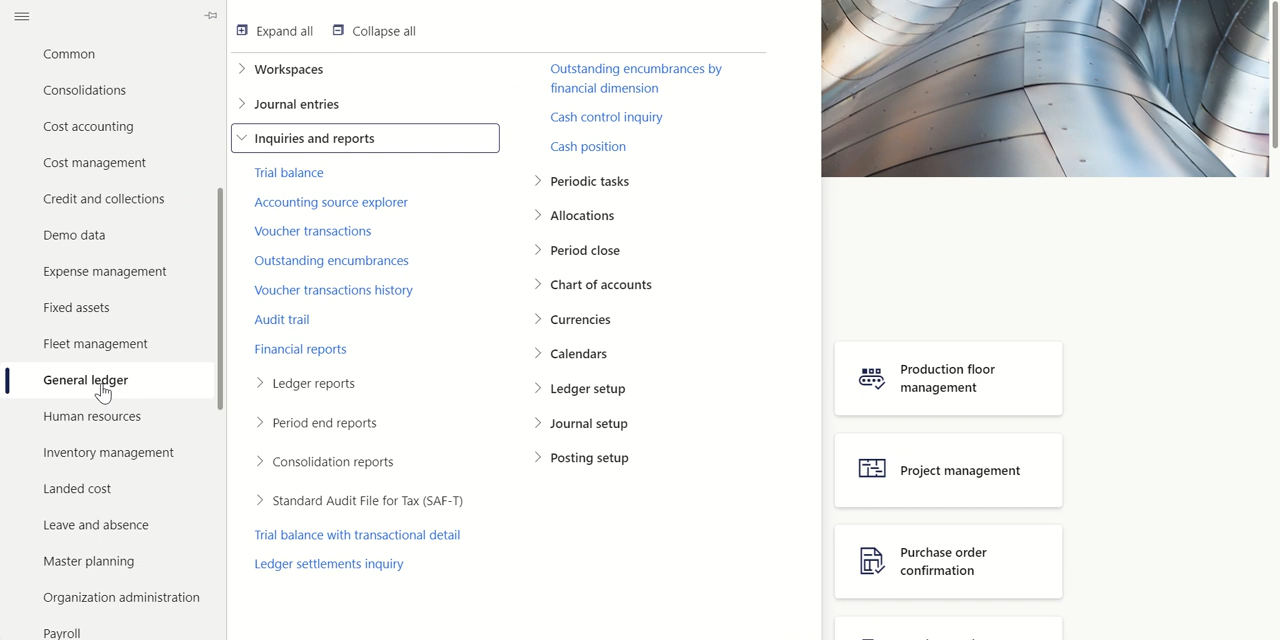 Common
Consolidations
Cost accounting
Cost management
Credit and collections
Demo data
Expense management
Fixed assets
Fleet management
General ledger
Human resources
Inventory management
Landed cost
Leave and absence
Master planning
Organization administration
Payroll
Expand all
Collapse all
Workspaces
Journal entries
Inquiries and reports
Trial balance
Accounting source explorer
Voucher transactions
Outstanding encumbrances
Voucher transactions history
Audit trail
Financial reports
Ledger reports
Period end reports
Consolidation reports
Standard Audit File for Tax (SAF-T)
Trial balance with transactional detail
Ledger settlements inquiry
Outstanding encumbrances by
financial dimension
Cash control inquiry
Cash position
Periodic tasks
Allocations
Period close
Chart of accounts
Currencies
Calendars
Ledger setup
Journal setup
Posting setup
Production floor
management
Project management
Purchase order
confirmation